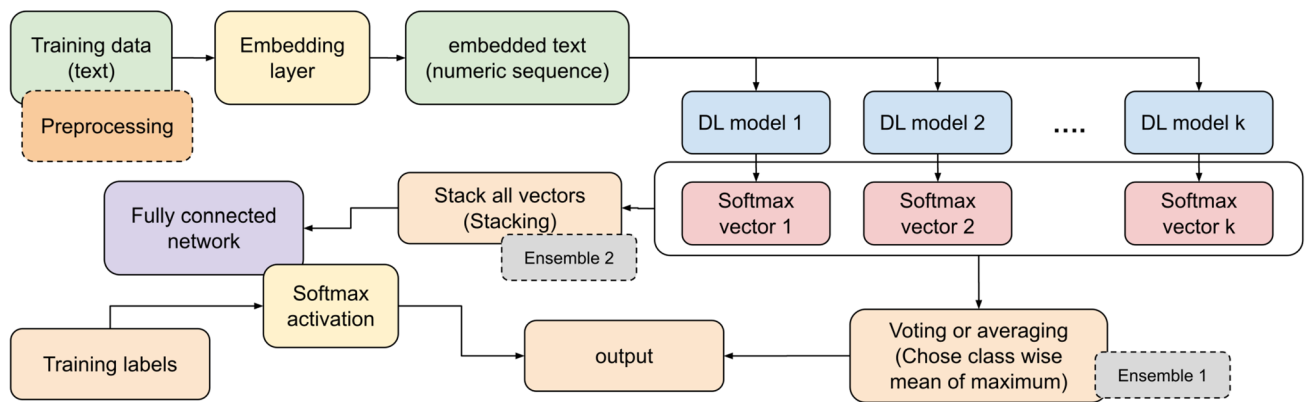 Training data
(text)
Preprocessing
Embedding
layer
embedded text
(numeric sequence)
DL model 1
DL model 2
....
DL model k
Softmax
vector 1
Softmax
vector 2
Softmax
vector k
Stack all vectors
(Stacking)
Ensemble 2
Fully connected
network
Softmax
activation
Training labels
output
Voting or averaging
(Chose class wise
mean of maximum)
Ensemble 1